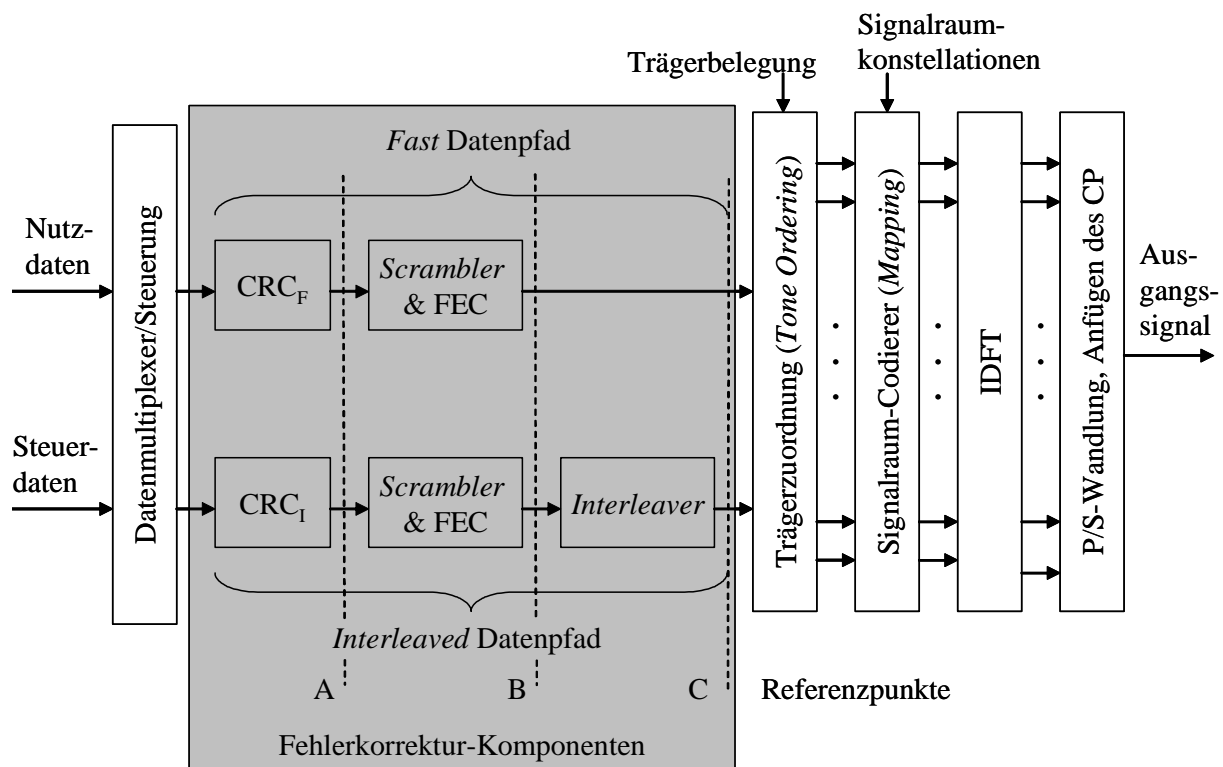 Signalraum-
konstellationen
Trägerbelegung
Fast Datenpfad
Nutz-
daten
Datenmultiplexer/Steuerung
CRC_F
Scrambler
& FEC
Steuer-
daten
CRC_I
Scrambler
& FEC
Interleaver
Interleaved Datenpfad
A
B
C
Referenzpunkte
Fehlerkorrektur-Komponenten
Trägerzuordnung (Tone Ordering)
Signalraum-Codierer (Mapping)
IDFT
P/S-Wandlung, Anfügen des CP
Aus-
gangs-
signal